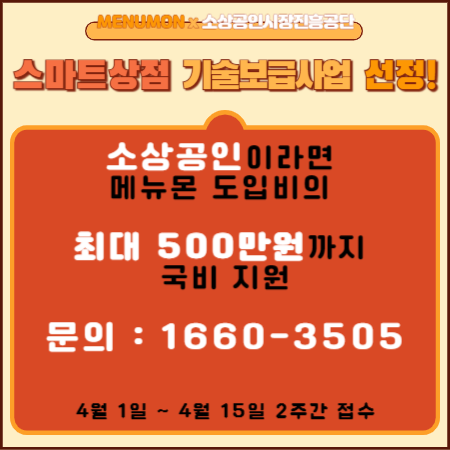 MENUMON x 소상공인시장진흥공단
스마트상점 기술보급사업 선정!
소상공인이라면
메뉴몬 도입비의
최대 500만원까지
국비 지원
문의 : 1660-3505
4월 1일 ~ 4월 15일 2주간 접수